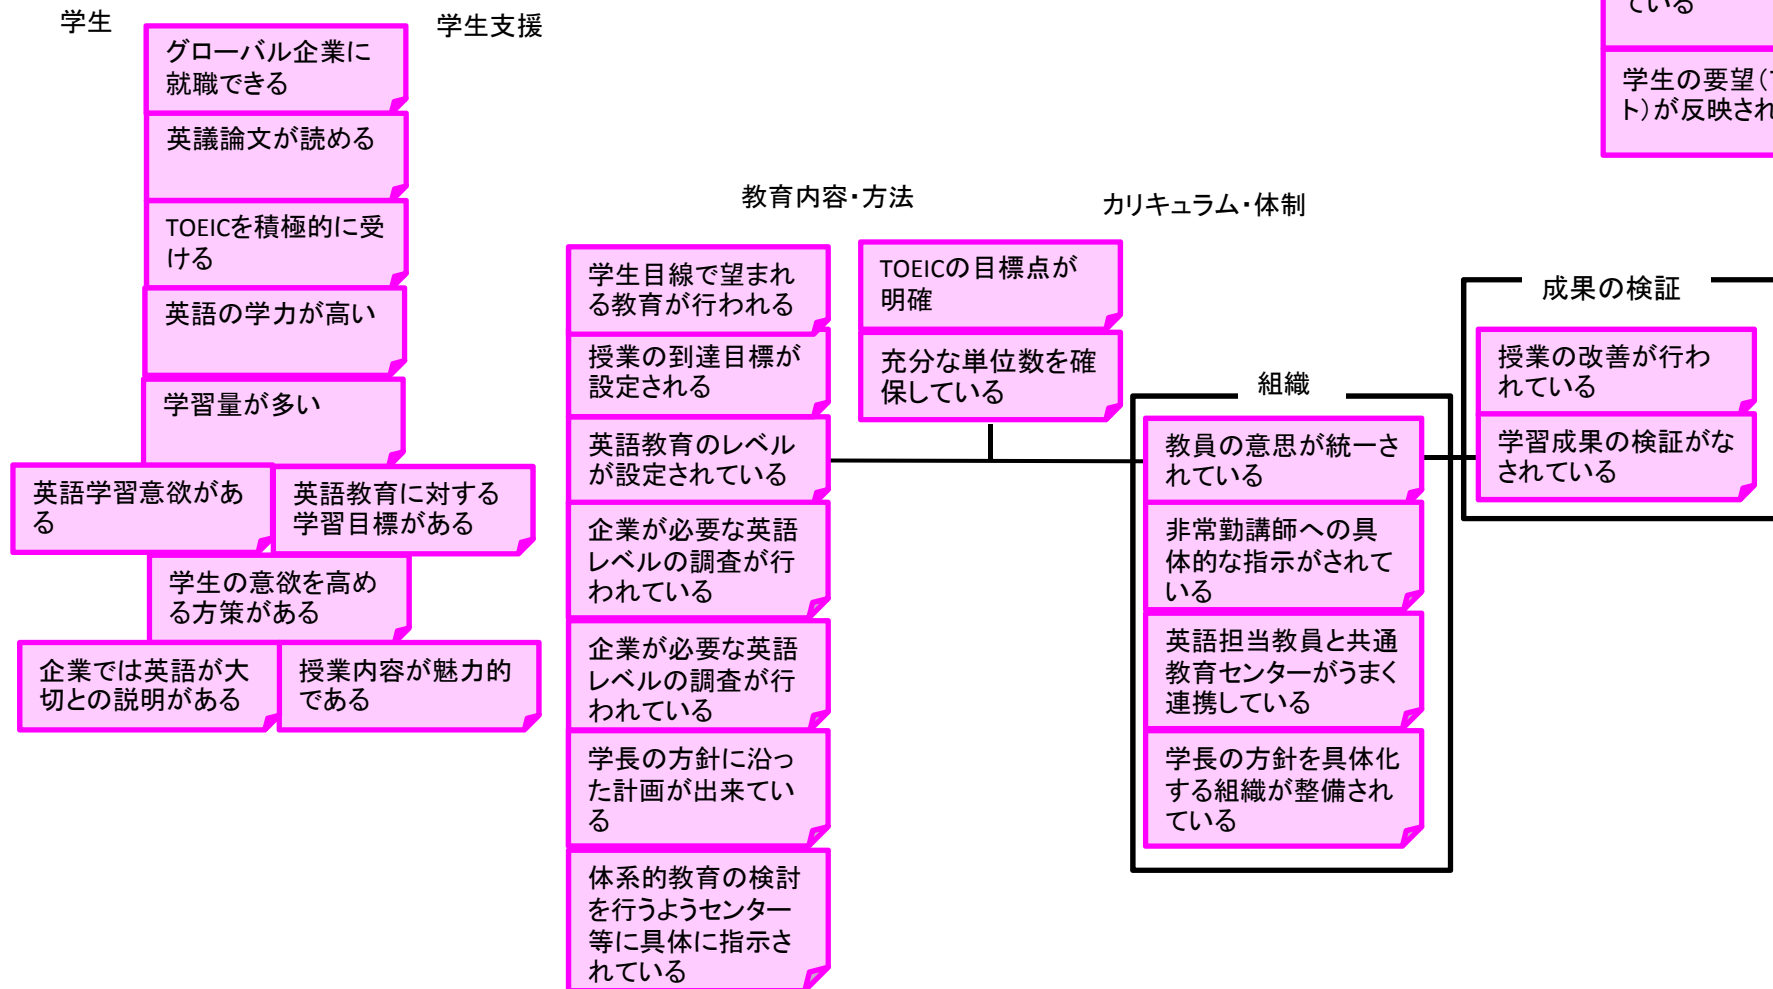 学生
学生支援
グローバル企業に
就職できる
英議論文が読める
TOEICを積極的に受
ける
英語の学力が高い
学習量が多い
英語学習意欲があ
る
英語教育に対する
学習目標がある
学生の意欲を高め
る方策がある
企業では英語が大
切との説明がある
授業内容が魅力的
である
教育内容・方法
学生目線で望まれ
る教育が行われる
授業の到達目標が
設定される
英語教育のレベル
が設定されている
企業が必要な英語
レベルの調査が行
われている
企業が必要な英語
レベルの調査が行
われている
学長の方針に沿っ
た計画が出来てい
る
体系的教育の検討
を行うようセンター
等に具体に指示さ
れている
TOEICの目標点が
明確
充分な単位数を確
保している
カリキュラム・体制
組織
教員の意思が統一さ
れている
非常勤講師への具
体的な指示がされて
いる
英語担当教員と共通
教育センターがうまく
連携している
学長の方針を具体化
する組織が整備され
ている
成果の検証
授業の改善が行わ
れている
学習成果の検証がな
されている
ている
学生の要望(
ト)が反映され